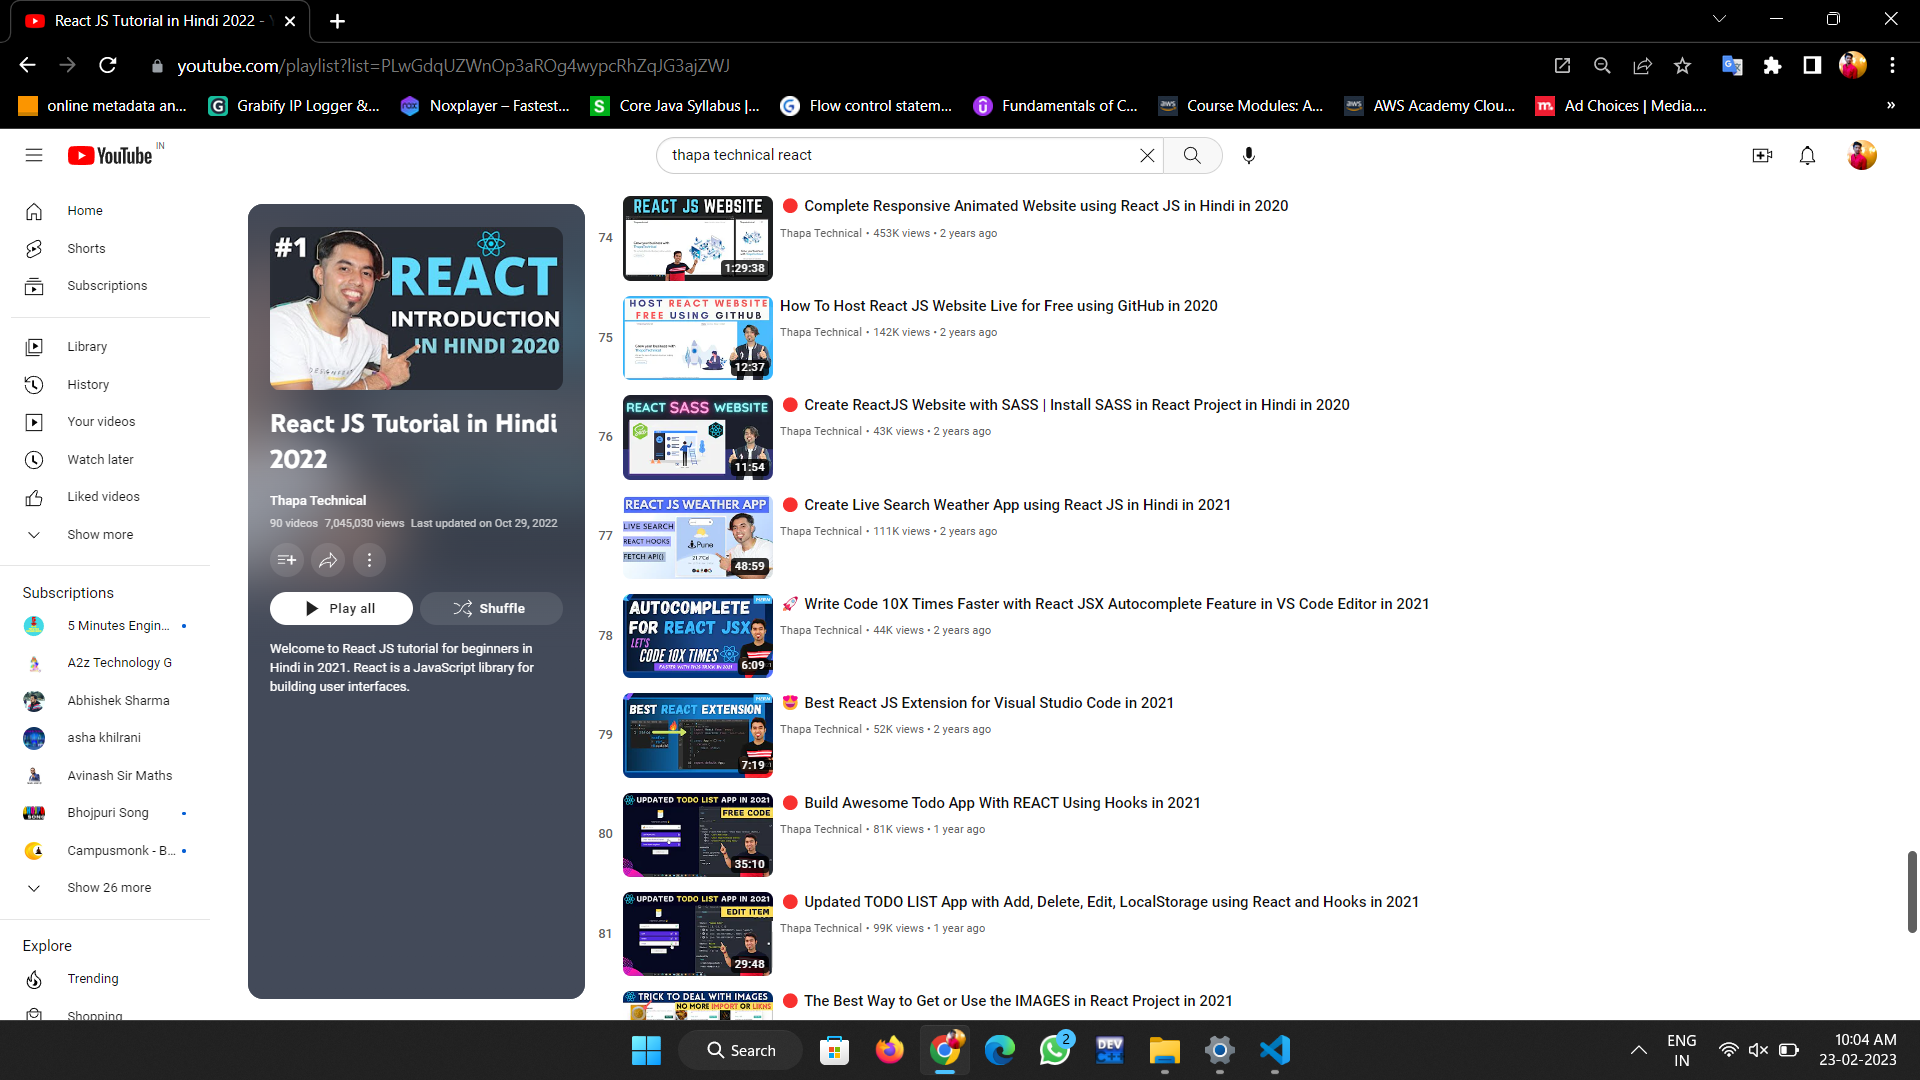 React JS Tutorial in Hindi 2022 -
youtube.com/playlist?list=PLwGdqUZWnOp3aROg4wypcRhZqJG3ajZWJ
online metadata an...
Grabify IP Logger &...
Noxplayer – Fastest...
Core Java Syllabus |...
Flow control statem...
Fundamentals of C...
Course Modules: A...
AWS Academy Clou...
Ad Choices | Media....
»
YouTube IN
thapa technical react
Home
Shorts
Subscriptions
Library
History
Your videos
Watch later
Liked videos
Show more
Subscriptions
5 Minutes Engin...
A2z Technology G
Abhishek Sharma
asha khilrani
Avinash Sir Maths
Bhojpuri Song
Campusmonk - B...
Show 26 more
Explore
Trending
Shopping
#1
REACT
INTRODUCTION
IN HINDI 2020
React JS Tutorial in Hindi
2022
Thapa Technical
90 videos 7,045,030 views Last updated on Oct 29, 2022
Play all
Shuffle
Welcome to React JS tutorial for beginners in
Hindi in 2021. React is a JavaScript library for
building user interfaces.
74
REACT JS WEBSITE
1:29:38
Complete Responsive Animated Website using React JS in Hindi in 2020
Thapa Technical • 453K views • 2 years ago
75
HOST REACT WEBSITE
FREE USING GITHUB
12:37
How To Host React JS Website Live for Free using GitHub in 2020
Thapa Technical • 142K views • 2 years ago
76
REACT SASS WEBSITE
11:54
Create ReactJS Website with SASS | Install SASS in React Project in Hindi in 2020
Thapa Technical • 43K views • 2 years ago
77
REACT JS WEATHER APP
LIVE SEARCH
REACT HOOKS
FETCH API()
Pune
48:59
Create Live Search Weather App using React JS in Hindi in 2021
Thapa Technical • 111K views • 2 years ago
78
AUTOCOMPLETE
FOR REACT JSX
LET'S
CODE 10X TIMES
FASTER WITH THIS TRICK IN 2021
6:09
Write Code 10X Times Faster with React JSX Autocomplete Feature in VS Code Editor in 2021
Thapa Technical • 44K views • 2 years ago
79
BEST REACT EXTENSION
7:19
Best React JS Extension for Visual Studio Code in 2021
Thapa Technical • 52K views • 2 years ago
80
UPDATED TODO LIST APP IN 2021
FREE CODE
35:10
Build Awesome Todo App With REACT Using Hooks in 2021
Thapa Technical • 81K views • 1 year ago
81
UPDATED TODO LIST APP IN 2021
EDIT ITEM
29:48
Updated TODO LIST App with Add, Delete, Edit, LocalStorage using React and Hooks in 2021
Thapa Technical • 99K views • 1 year ago
TRICK TO DEAL WITH IMAGES
NO MORE IMPORT OR LIKNS
The Best Way to Get or Use the IMAGES in React Project in 2021
Search
2
DEV
C++
ENG
IN
10:04 AM
23-02-2023